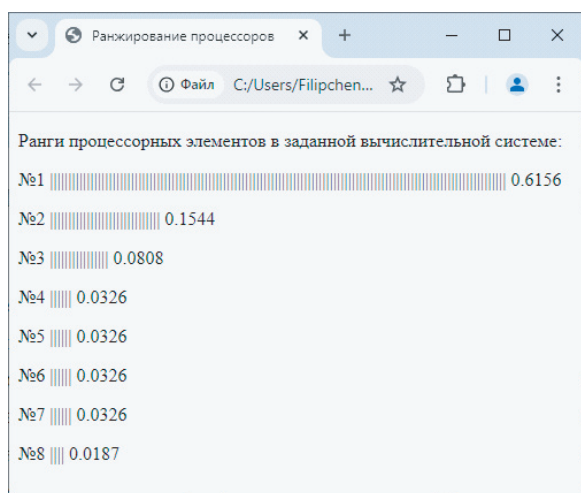 Ранжирование процессоров
Файл C:/Users/Filipchen...
Ранги процессорных элементов в заданной вычислительной системе:
№1 0.6156
№2 0.1544
№3 0.0808
№4 |||||| 0.0326
№5 |||||| 0.0326
№6 |||||| 0.0326
№7 |||||| 0.0326
№8 |||| 0.0187